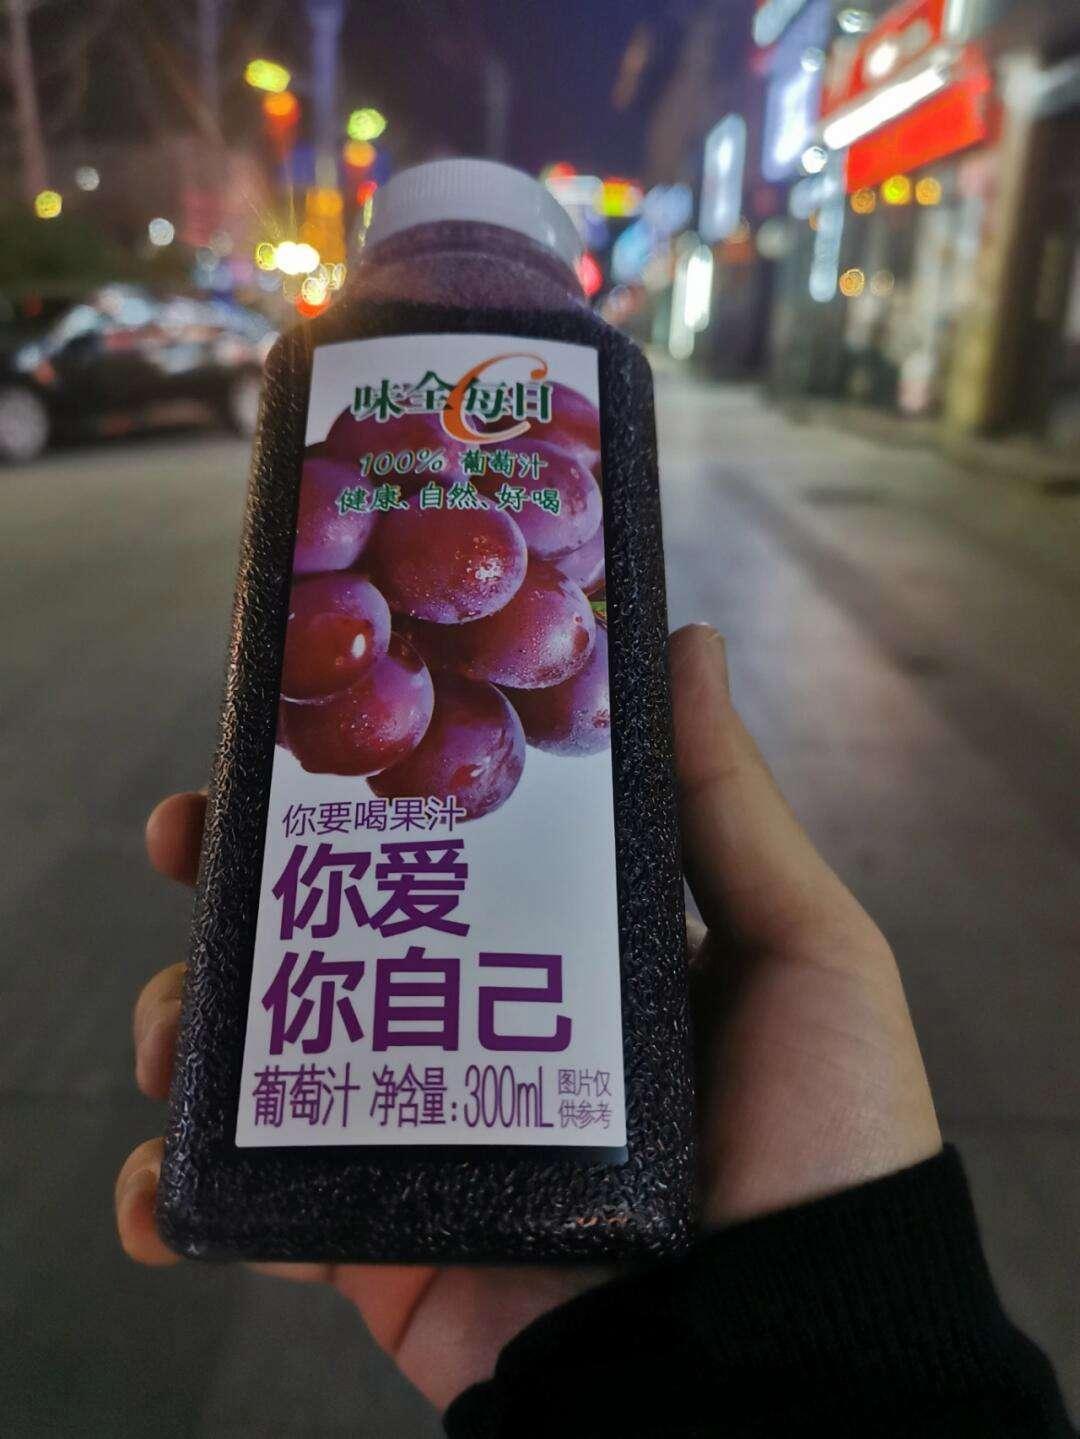 味全每日C
100% 葡萄汁
健康、自然、好喝
你要喝果汁
你爱
你自己
葡萄汁 净含量:300mL 图片仅
供参考